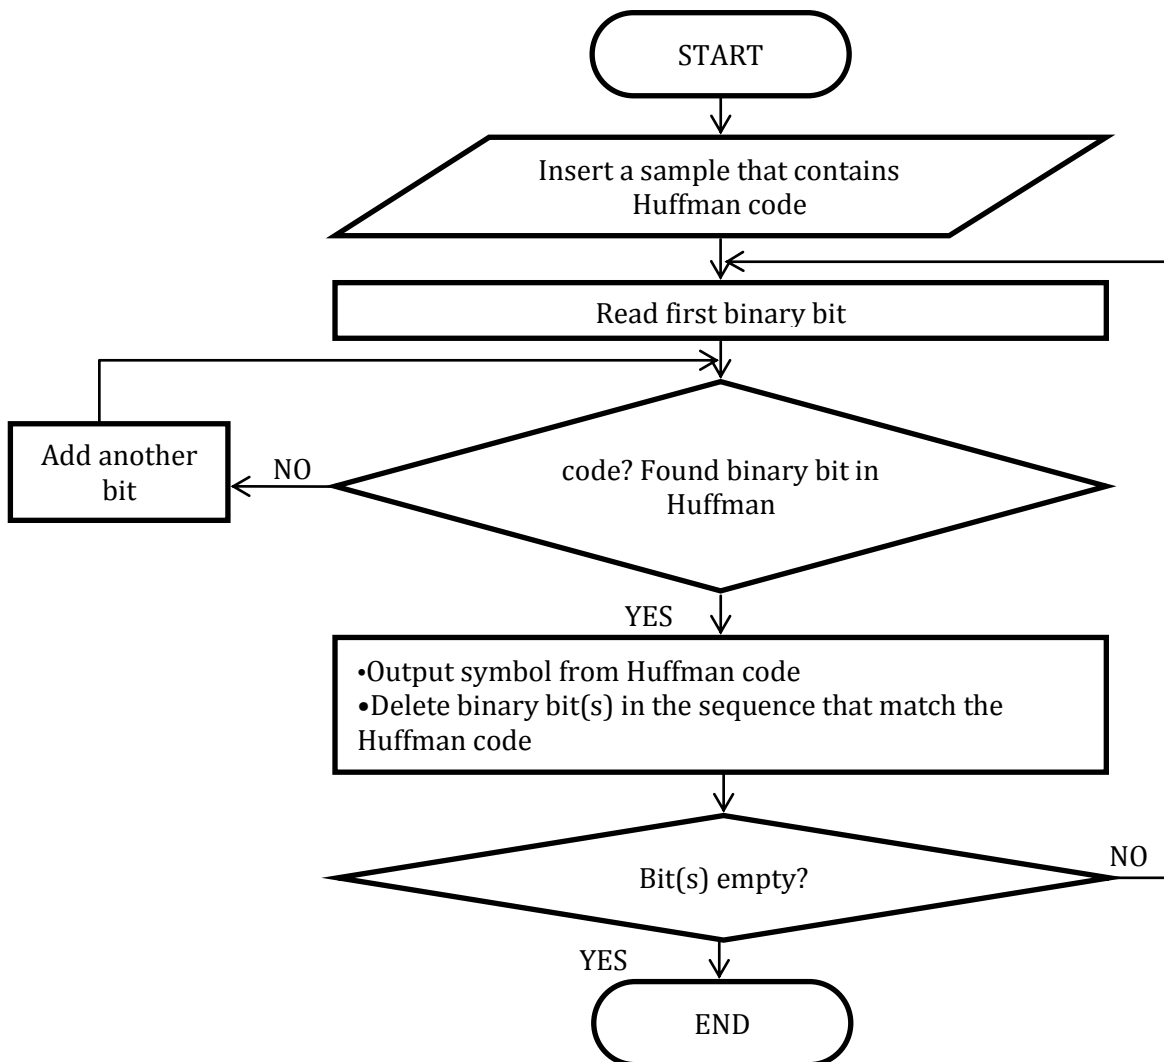 START
Insert a sample that contains
Huffman code
Read first binary bit
Add another
bit
NO
code? Found binary bit in
Huffman
YES
•Output symbol from Huffman code
•Delete binary bit(s) in the sequence that match the
Huffman code
NO
Bit(s) empty?
YES
END